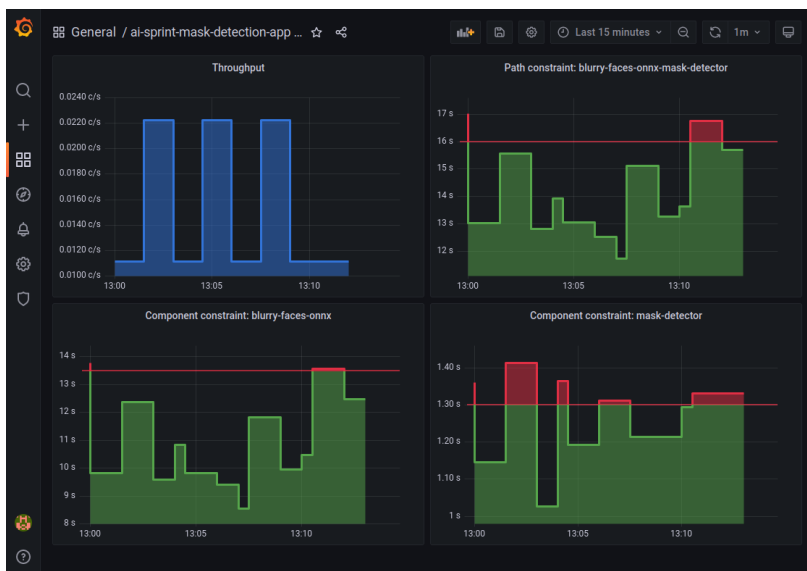 General / ai-sprint-mask-detection-app ...
Last 15 minutes
1m
Throughput
0.0240 c/s
0.0220 c/s
0.0200 c/s
0.0180 c/s
0.0160 c/s
0.0140 c/s
0.0120 c/s
0.0100 c/s
13:00 13:05 13:10
Path constraint: blurry-faces-onnx-mask-detector
17 s
16 s
15 s
14 s
13 s
12 s
13:00 13:05 13:10
Component constraint: blurry-faces-onnx
14 s
13 s
12 s
11 s
10 s
9 s
8 s
13:00 13:05 13:10
Component constraint: mask-detector
1.40 s
1.30 s
1.20 s
1.10 s
1 s
13:00 13:05 13:10